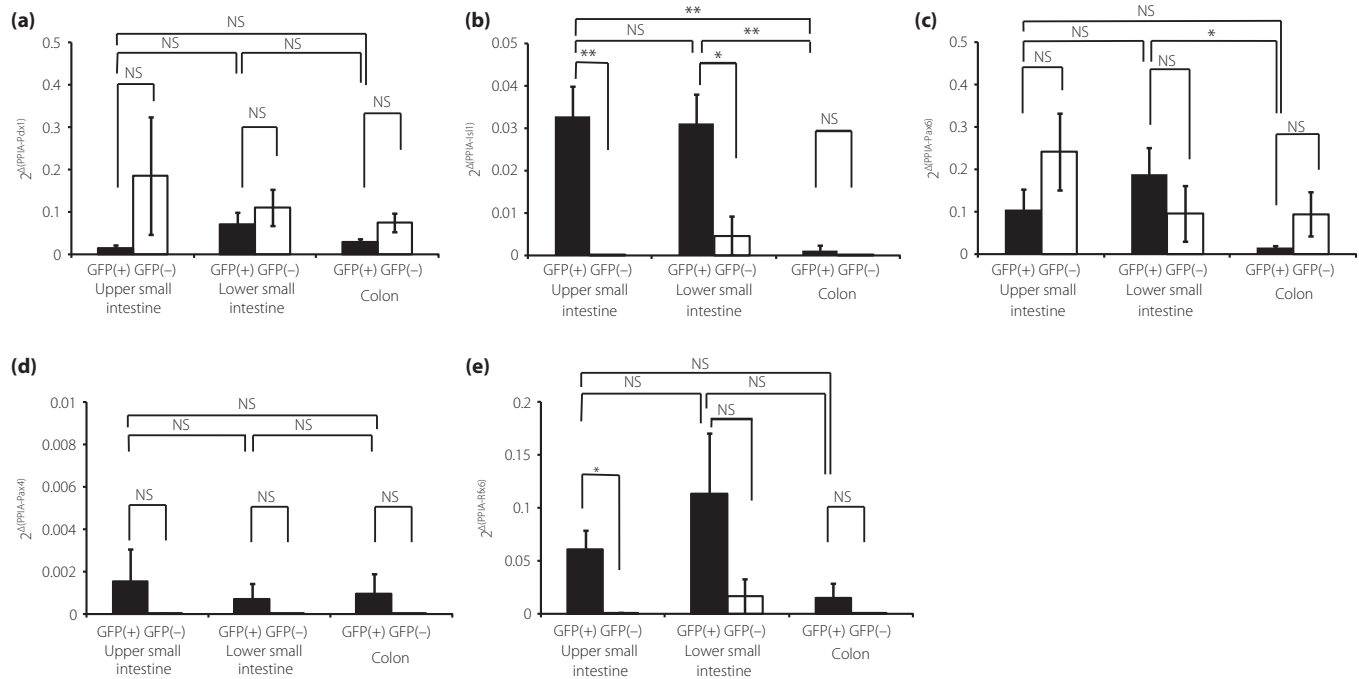 (a)
NS
NS
NS
NS
NS
NS
0.5
0.4
0.3
0.2
0.1
0
2Δ(PPIA-Pdx1)
GFP(+) GFP(−) GFP(+) GFP(−) GFP(+) GFP(−)
Upper small intestine
Lower small intestine
Colon
(b)
**
NS
**
**
*
NS
0.05
0.04
0.03
0.02
0.01
0
2Δ(PPIA-Isl1)
GFP(+) GFP(−) GFP(+) GFP(−) GFP(+) GFP(−)
Upper small intestine
Lower small intestine
Colon
(c)
NS
NS
*
NS
NS
NS
0.5
0.4
0.3
0.2
0.1
0
2Δ(PPIA-Pax6)
GFP(+) GFP(−) GFP(+) GFP(−) GFP(+) GFP(−)
Upper small intestine
Lower small intestine
Colon
(d)
NS
NS
NS
NS
NS
NS
0.01
0.008
0.006
0.004
0.002
0
2Δ(PPIA-Pax4)
GFP(+) GFP(−) GFP(+) GFP(−) GFP(+) GFP(−)
Upper small intestine
Lower small intestine
Colon
(e)
NS
NS
NS
NS
*
NS
0.2
0.15
0.1
0.05
0
2Δ(PPIA-Rfx6)
GFP(+) GFP(−) GFP(+) GFP(−) GFP(+) GFP(−)
Upper small intestine
Lower small intestine
Colon